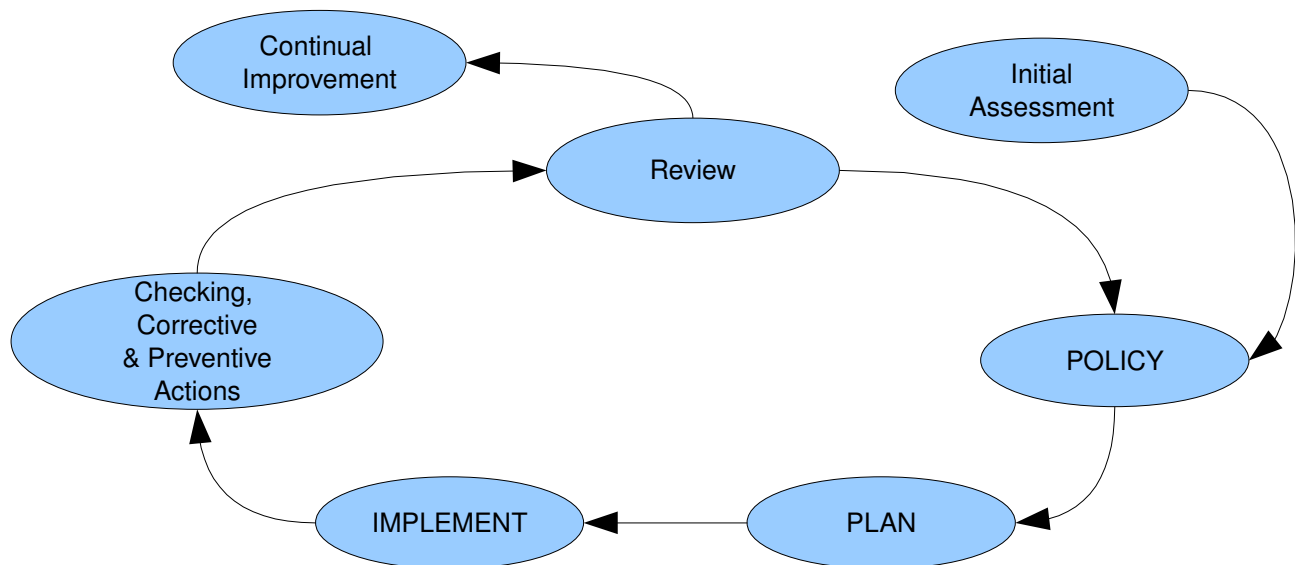 Continual
Improvement
Initial
Assessment
Review
Checking,
Corrective
& Preventive
Actions
POLICY
IMPLEMENT
PLAN